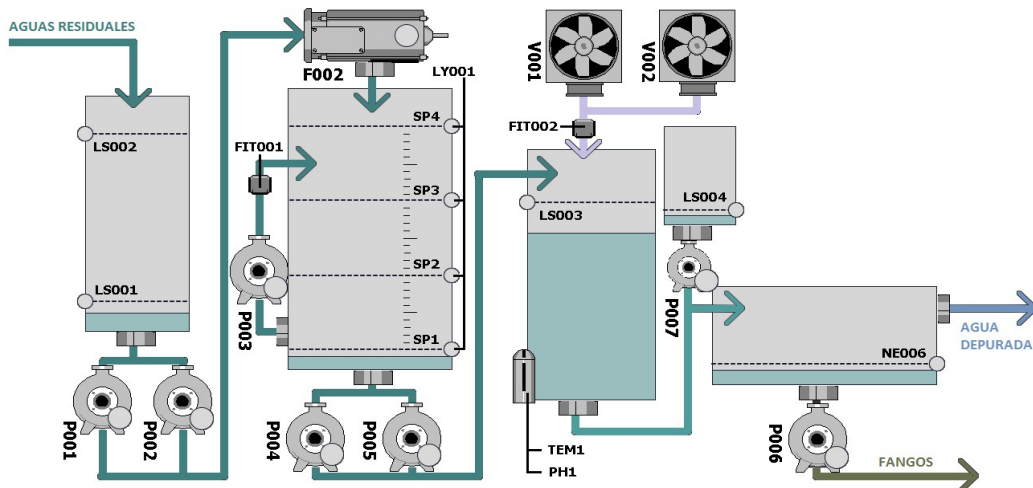 AGUAS RESIDUALES
LS002
LS001
P001
P002
F002
LY001
SP4
FIT001
SP3
SP2
SP1
P003
P004
P005
V001
V002
FIT002
LS003
LS004
P007
TEM1
PH1
NE006
AGUA
DEPURADA
P006
FANGOS